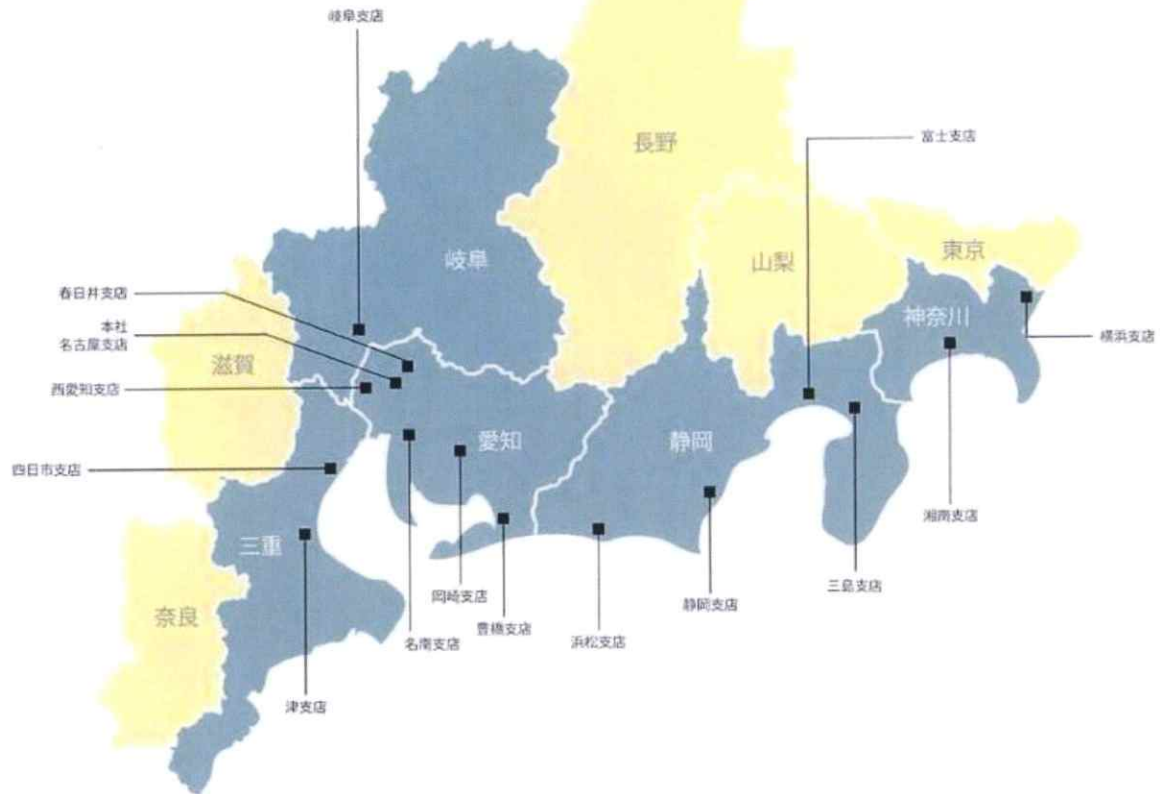 岐阜支店
長野
富士支店
山梨
東京
岐阜
春日井支店
神奈川
本社
名古屋支店
横浜支店
滋賀
西愛知支店
愛知
静岡
四日市支店
湘南支店
三重
三島支店
岡崎支店
静岡支店
奈良
豊橋支店
名南支店
浜松支店
津支店